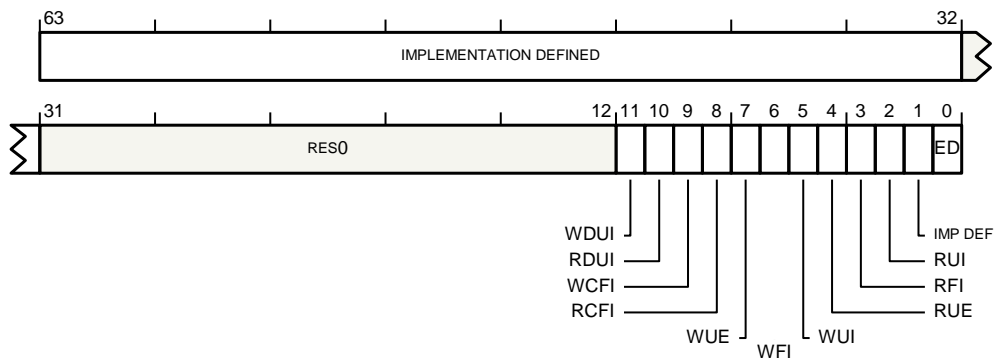 63 32
IMPLEMENTATION DEFINED
31 12 11 10 9 8 7 6 5 4 3 2 1 0
RES0 ED
WDUI IMP DEF
RDUI RUI
WCFI RFI
RCFI RUE
WUE WUI
WFI